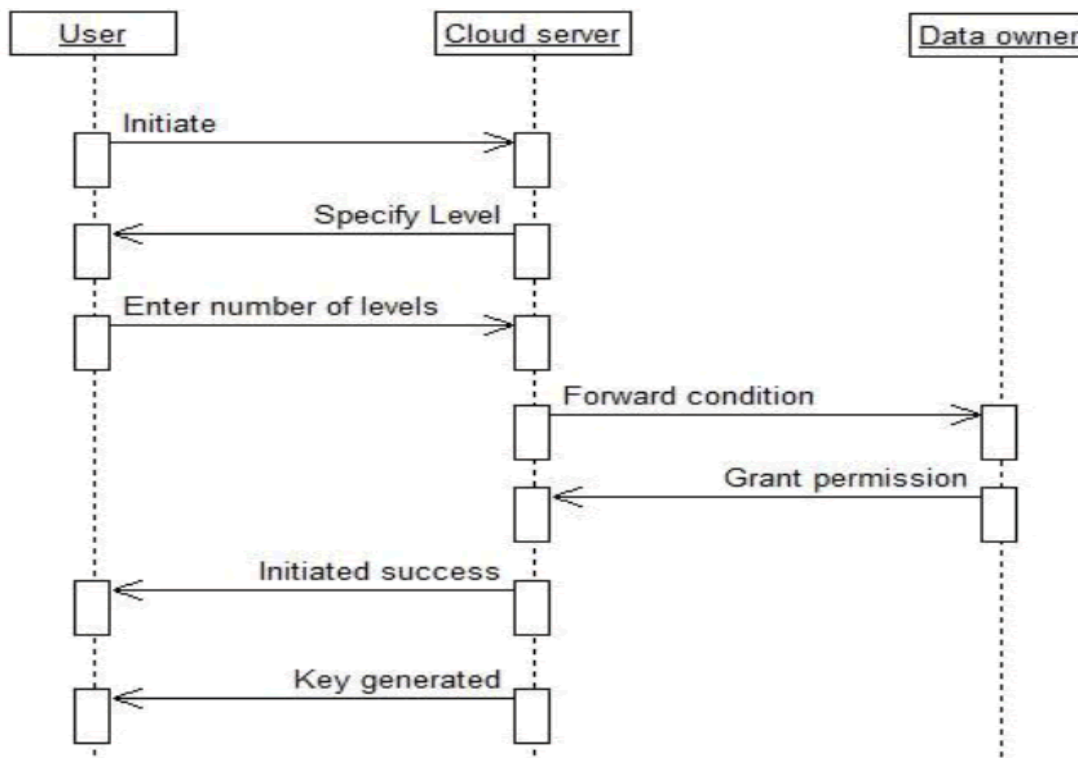 User
Cloud server
Data owner
Initiate
Specify Level
Enter number of levels
Forward condition
Grant permission
Initiated success
Key generated